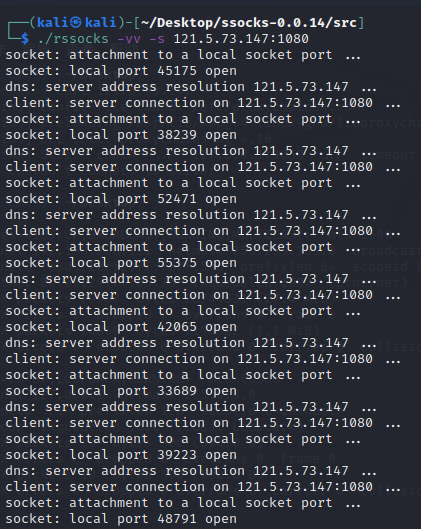 (kali㉿kali)-[~/Desktop/ssocks-0.0.14/src]
$ ./rssocks -vv -s 121.5.73.147:1080
socket: attachment to a local socket port ...
socket: local port 45175 open
dns: server address resolution 121.5.73.147 ...
client: server connection on 121.5.73.147:1080 ...
socket: attachment to a local socket port ...
socket: local port 38239 open
dns: server address resolution 121.5.73.147 ...
client: server connection on 121.5.73.147:1080 ...
socket: attachment to a local socket port ...
socket: local port 52471 open
dns: server address resolution 121.5.73.147 ...
client: server connection on 121.5.73.147:1080 ...
socket: attachment to a local socket port ...
socket: local port 55375 open
dns: server address resolution 121.5.73.147 ...
client: server connection on 121.5.73.147:1080 ...
socket: attachment to a local socket port ...
socket: local port 42065 open
dns: server address resolution 121.5.73.147 ...
client: server connection on 121.5.73.147:1080 ...
socket: attachment to a local socket port ...
socket: local port 33689 open
dns: server address resolution 121.5.73.147 ...
client: server connection on 121.5.73.147:1080 ...
socket: attachment to a local socket port ...
socket: local port 39223 open
dns: server address resolution 121.5.73.147 ...
client: server connection on 121.5.73.147:1080 ...
socket: attachment to a local socket port ...
socket: local port 48791 open